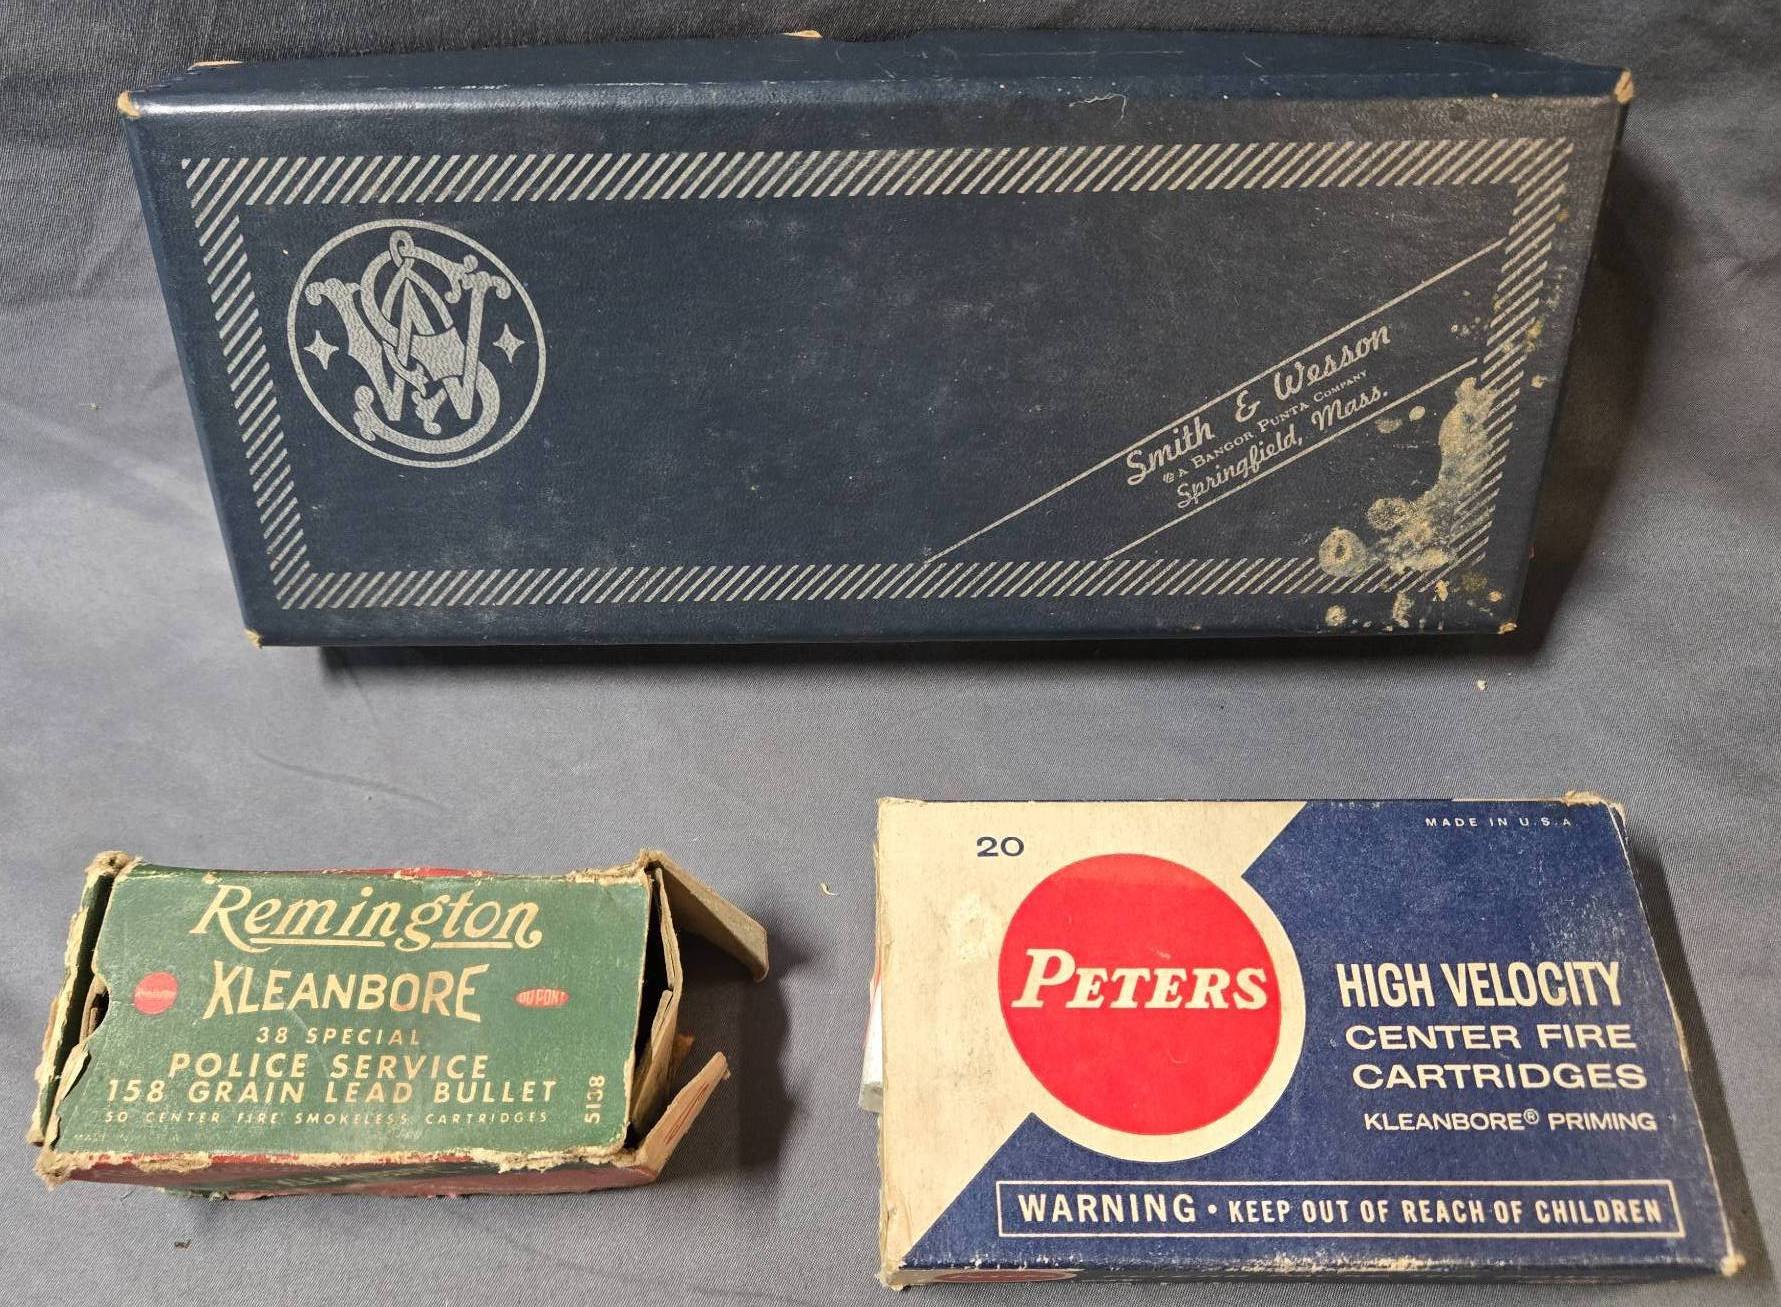 Smith & Wesson
A BANGOR PUNTA COMPANY
Springfield, Mass.
Remington
KLEANBORE
DU PONT
38 SPECIAL
POLICE SERVICE
158 GRAIN LEAD BULLET
50 CENTER FIRE SMOKELESS CARTRIDGES
5138
MADE IN U.S.A
20
PETERS
HIGH VELOCITY
CENTER FIRE
CARTRIDGES
KLEANBORE® PRIMING
WARNING • KEEP OUT OF REACH OF CHILDREN